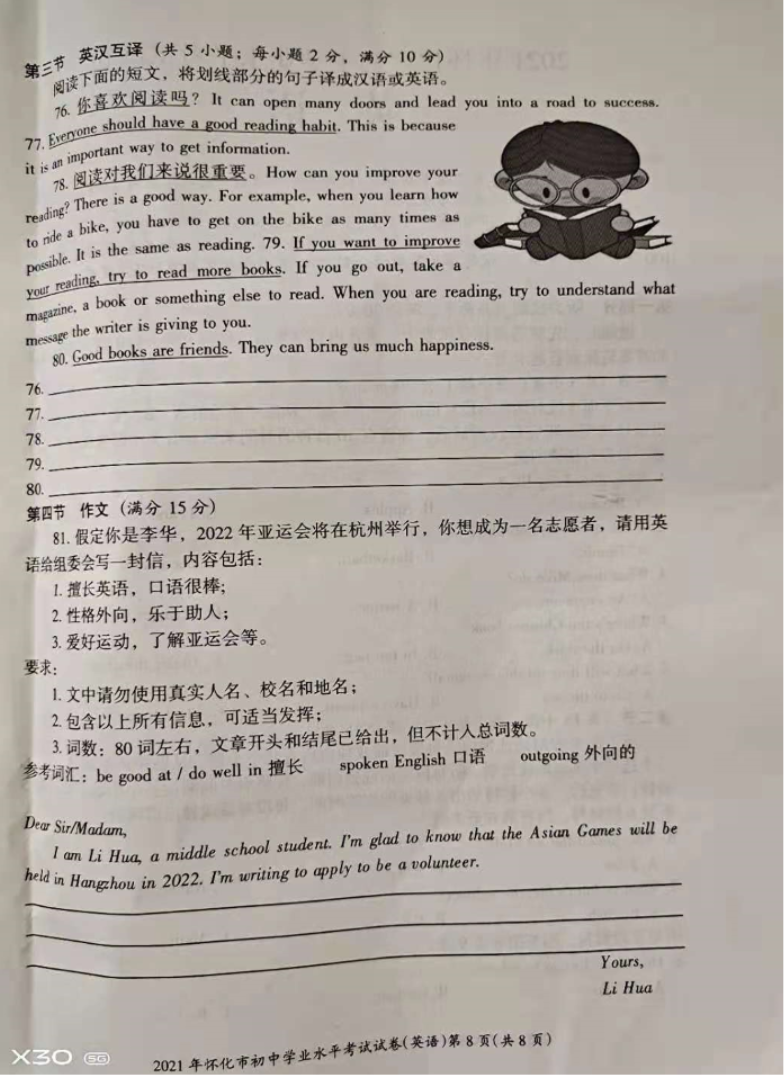 第三节 英汉互译（共 5 小题；每小题 2 分，满分 10 分）
阅读下面的短文，将划线部分的句子译成汉语或英语。
76. 你喜欢阅读吗？ It can open many doors and lead you into a road to success.
77. Everyone should have a good reading habit. This is because
it is an important way to get information.
78. 阅读对我们来说很重要。How can you improve your
reading? There is a good way. For example, when you learn how
to ride a bike, you have to get on the bike as many times as
possible. It is the same as reading. 79. If you want to improve
your reading, try to read more books. If you go out, take a
magazine, a book or something else to read. When you are reading, try to understand what
message the writer is giving to you.
80. Good books are friends. They can bring us much happiness.
76.
77.
78.
79.
80.
第四节 作文（满分 15 分）
81. 假定你是李华，2022 年亚运会将在杭州举行，你想成为一名志愿者，请用英
语给组委会写一封信，内容包括：
1. 擅长英语，口语很棒；
2. 性格外向，乐于助人；
3. 爱好运动，了解亚运会等。
要求：
1. 文中请勿使用真实人名、校名和地名；
2. 包含以上所有信息，可适当发挥；
3. 词数：80 词左右，文章开头和结尾已给出，但不计入总词数。
参考词汇：be good at / do well in 擅长 spoken English 口语 outgoing 外向的
Dear Sir/Madam,
I am Li Hua, a middle school student. I'm glad to know that the Asian Games will be
held in Hangzhou in 2022. I'm writing to apply to be a volunteer.
Yours,
Li Hua
2021 年怀化市初中学业水平考试试卷(英语)第 8 页(共 8 页)
X30 5G